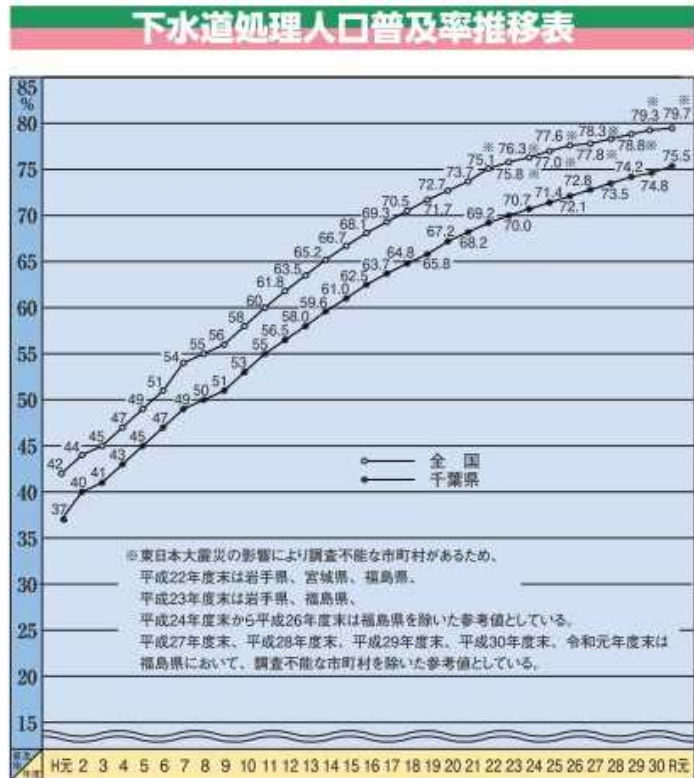 下水道処理人口普及率推移表
85
%
80
75
70
65
60
55
50
45
40
35
30
25
20
15
42 44 45 47 49 51 54 55 56 58 60 61.8 63.5 65.2 66.7 68.1 69.3 70.5 71.7 72.7 73.7 75.1※ 75.8※ 76.3※ 77.0※ 77.6※ 77.8※ 78.3※ 78.8※ 79.3※ 79.7※
37 40 41 43 45 47 49 50 51 53 55 56.5 58.0 59.6 61.0 62.5 63.7 64.8 65.8 67.2 68.2 69.2 70.0 70.7 71.4 72.1 72.8 73.5 74.2 74.8 75.5
全 国
千葉県
※東日本大震災の影響により調査不能な市町村があるため、
平成22年度末は岩手県、宮城県、福島県、
平成23年度末は岩手県、福島県、
平成24年度末から平成26年度末は福島県を除いた参考値としている。
平成27年度末、平成28年度末、平成29年度末、平成30年度末、令和元年度末は
福島県において、調査不能な市町村を除いた参考値としている。
年度
H元 2 3 4 5 6 7 8 9 10 11 12 13 14 15 16 17 18 19 20 21 22 23 24 25 26 27 28 29 30 R元